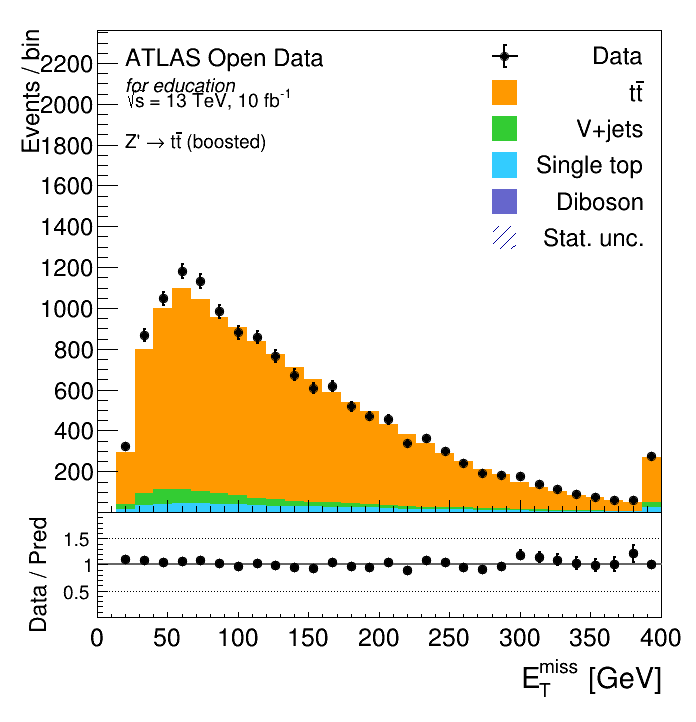 Events / bin
2200
2000
1800
1600
1400
1200
1000
800
600
400
200
ATLAS Open Data
for education
√s = 13 TeV, 10 fb-1
Z' → tt̄ (boosted)
Data
tt̄
V+jets
Single top
Diboson
Stat. unc.
Data / Pred
1.5
1
0.5
0 50 100 150 200 250 300 350 400
E_T^miss [GeV]